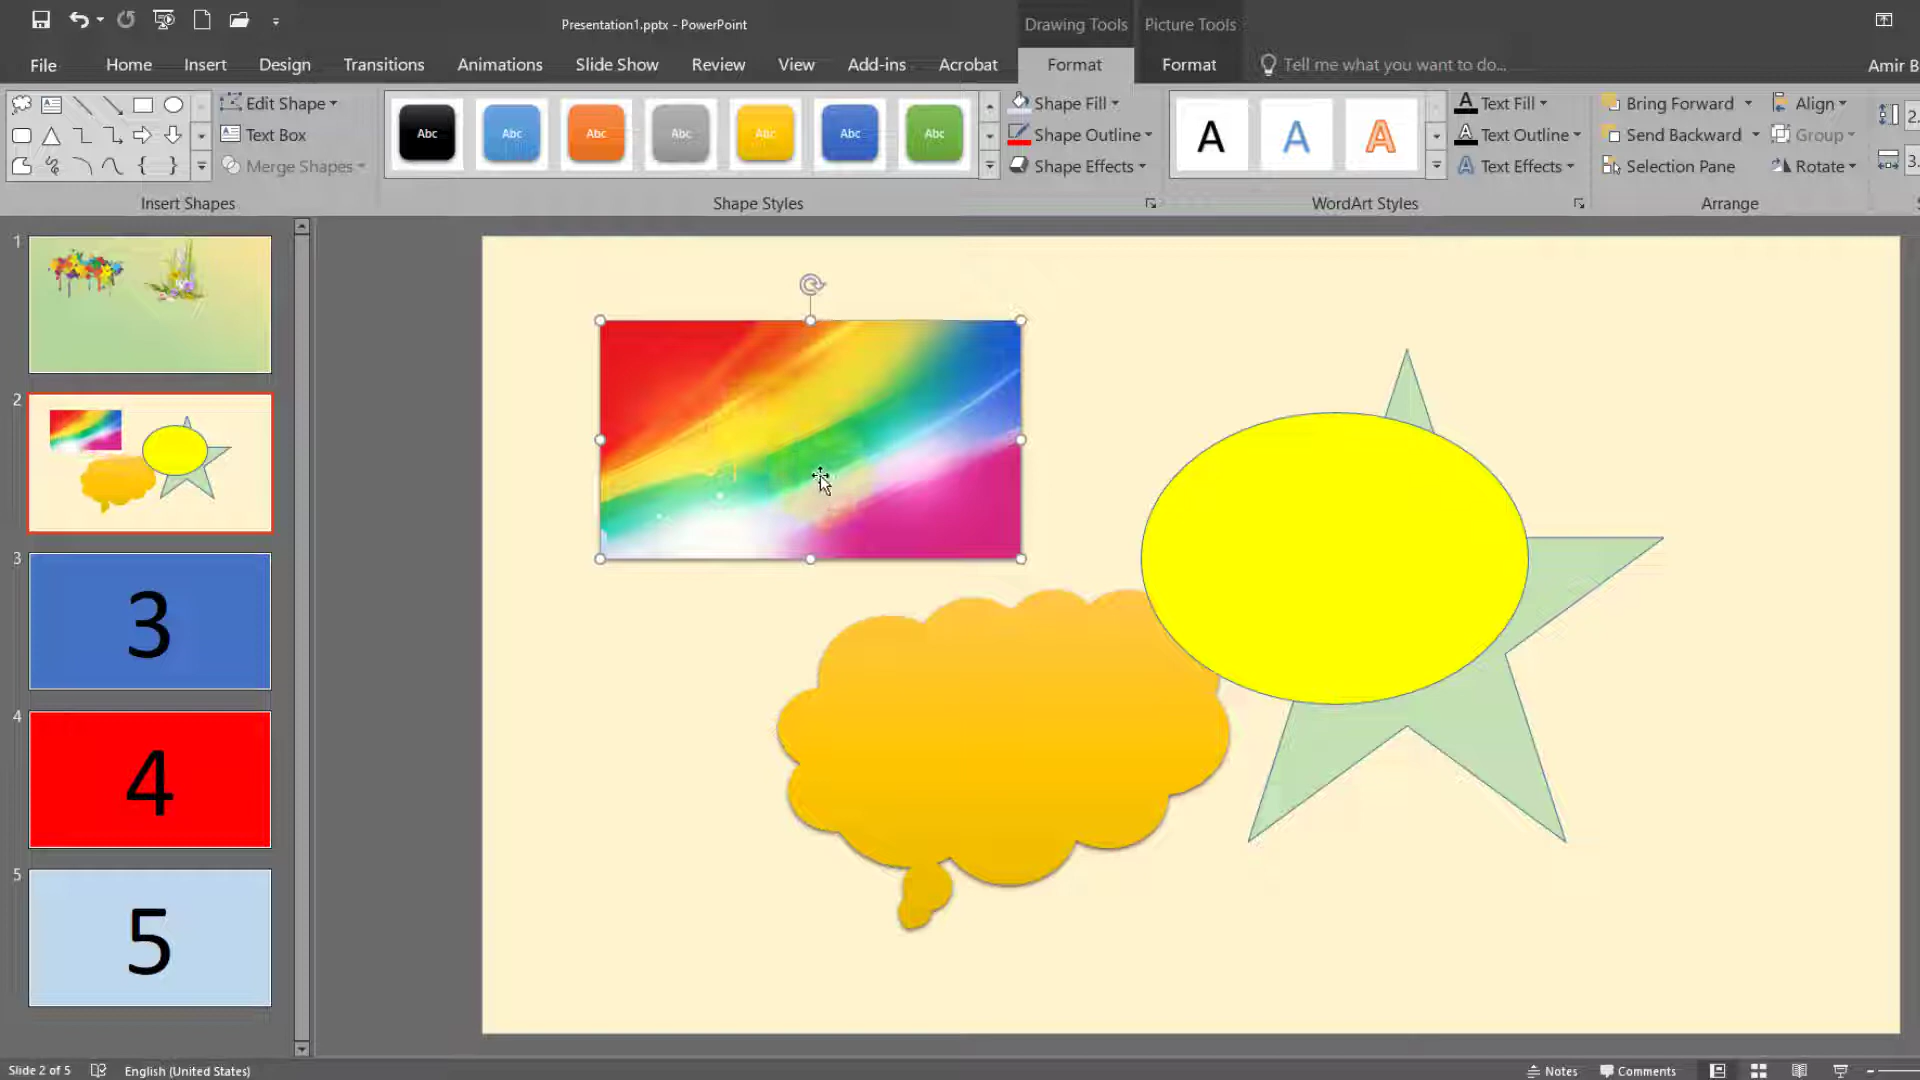 Presentation1.pptx - PowerPoint
Drawing Tools
Picture Tools
File
Home
Insert
Design
Transitions
Animations
Slide Show
Review
View
Add-ins
Acrobat
Format
Format
Tell me what you want to do...
Amir B
Edit Shape
Text Box
Merge Shapes
Insert Shapes
Abc
Abc
Abc
Abc
Abc
Abc
Abc
Shape Fill
Shape Outline
Shape Effects
Shape Styles
A
A
A
Text Fill
Text Outline
Text Effects
WordArt Styles
Bring Forward
Send Backward
Selection Pane
Align
Group
Rotate
Arrange
2.
3.
1
2
3
3
4
4
5
5
Slide 2 of 5
English (United States)
Notes
Comments